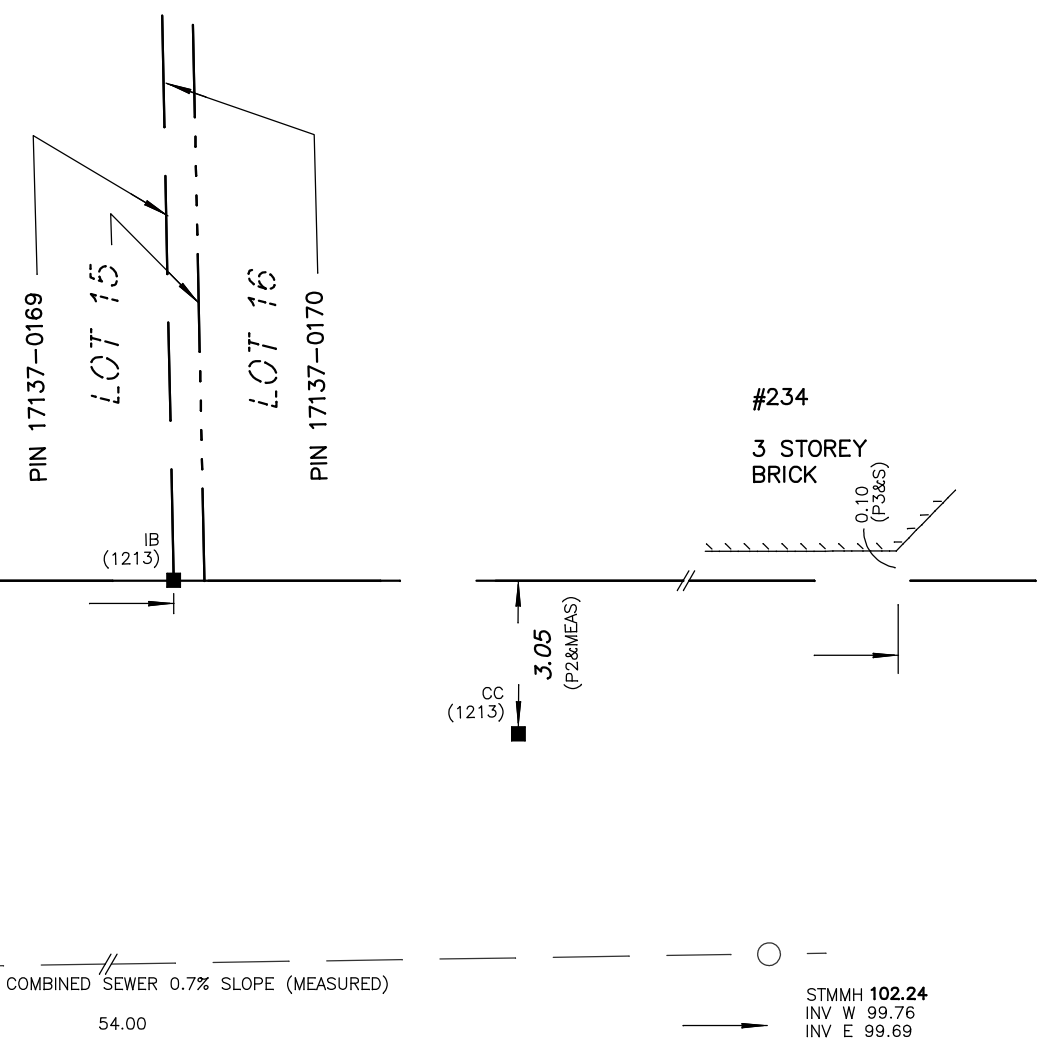 PIN 17137-0169
LOT 15
LOT 16
PIN 17137-0170
#234
3 STOREY
BRICK
0.10
(P3&S)
IB
(1213)
3.05
(P2&MEAS)
CC
(1213)
COMBINED SEWER 0.7% SLOPE (MEASURED)
54.00
STMMH 102.24
INV W 99.76
INV E 99.69